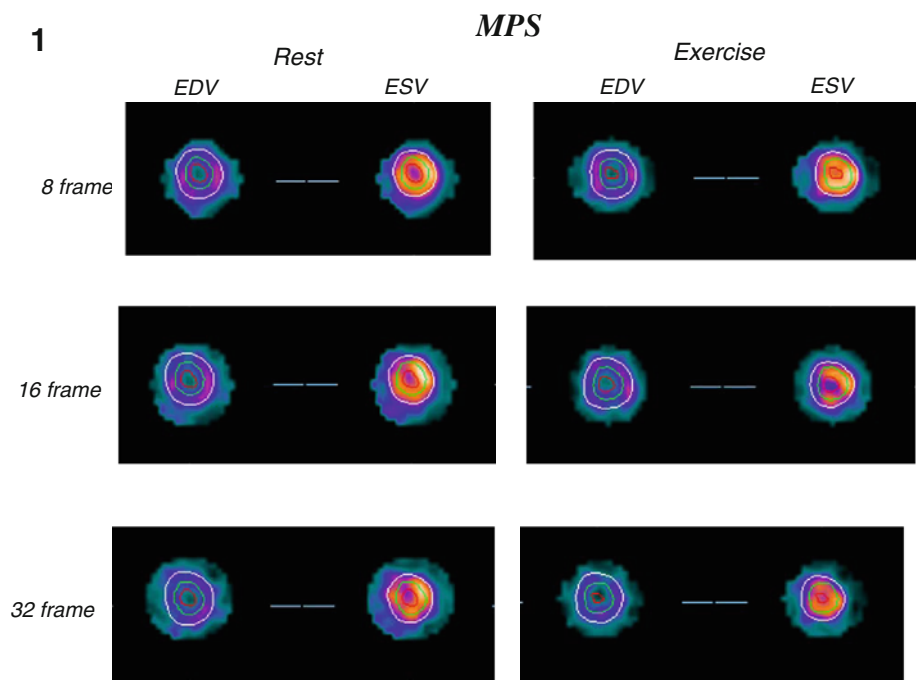 1
MPS
Rest
Exercise
EDV
ESV
EDV
ESV
8 frame
16 frame
32 frame